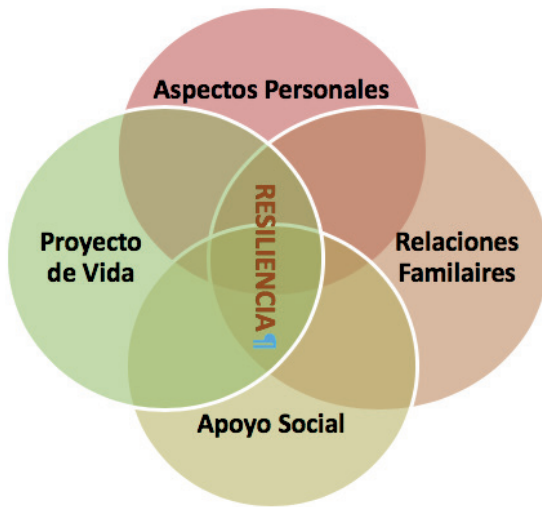 Aspectos Personales
RESILIENCIA¶
Proyecto
de Vida
Relaciones
Familaires
Apoyo Social